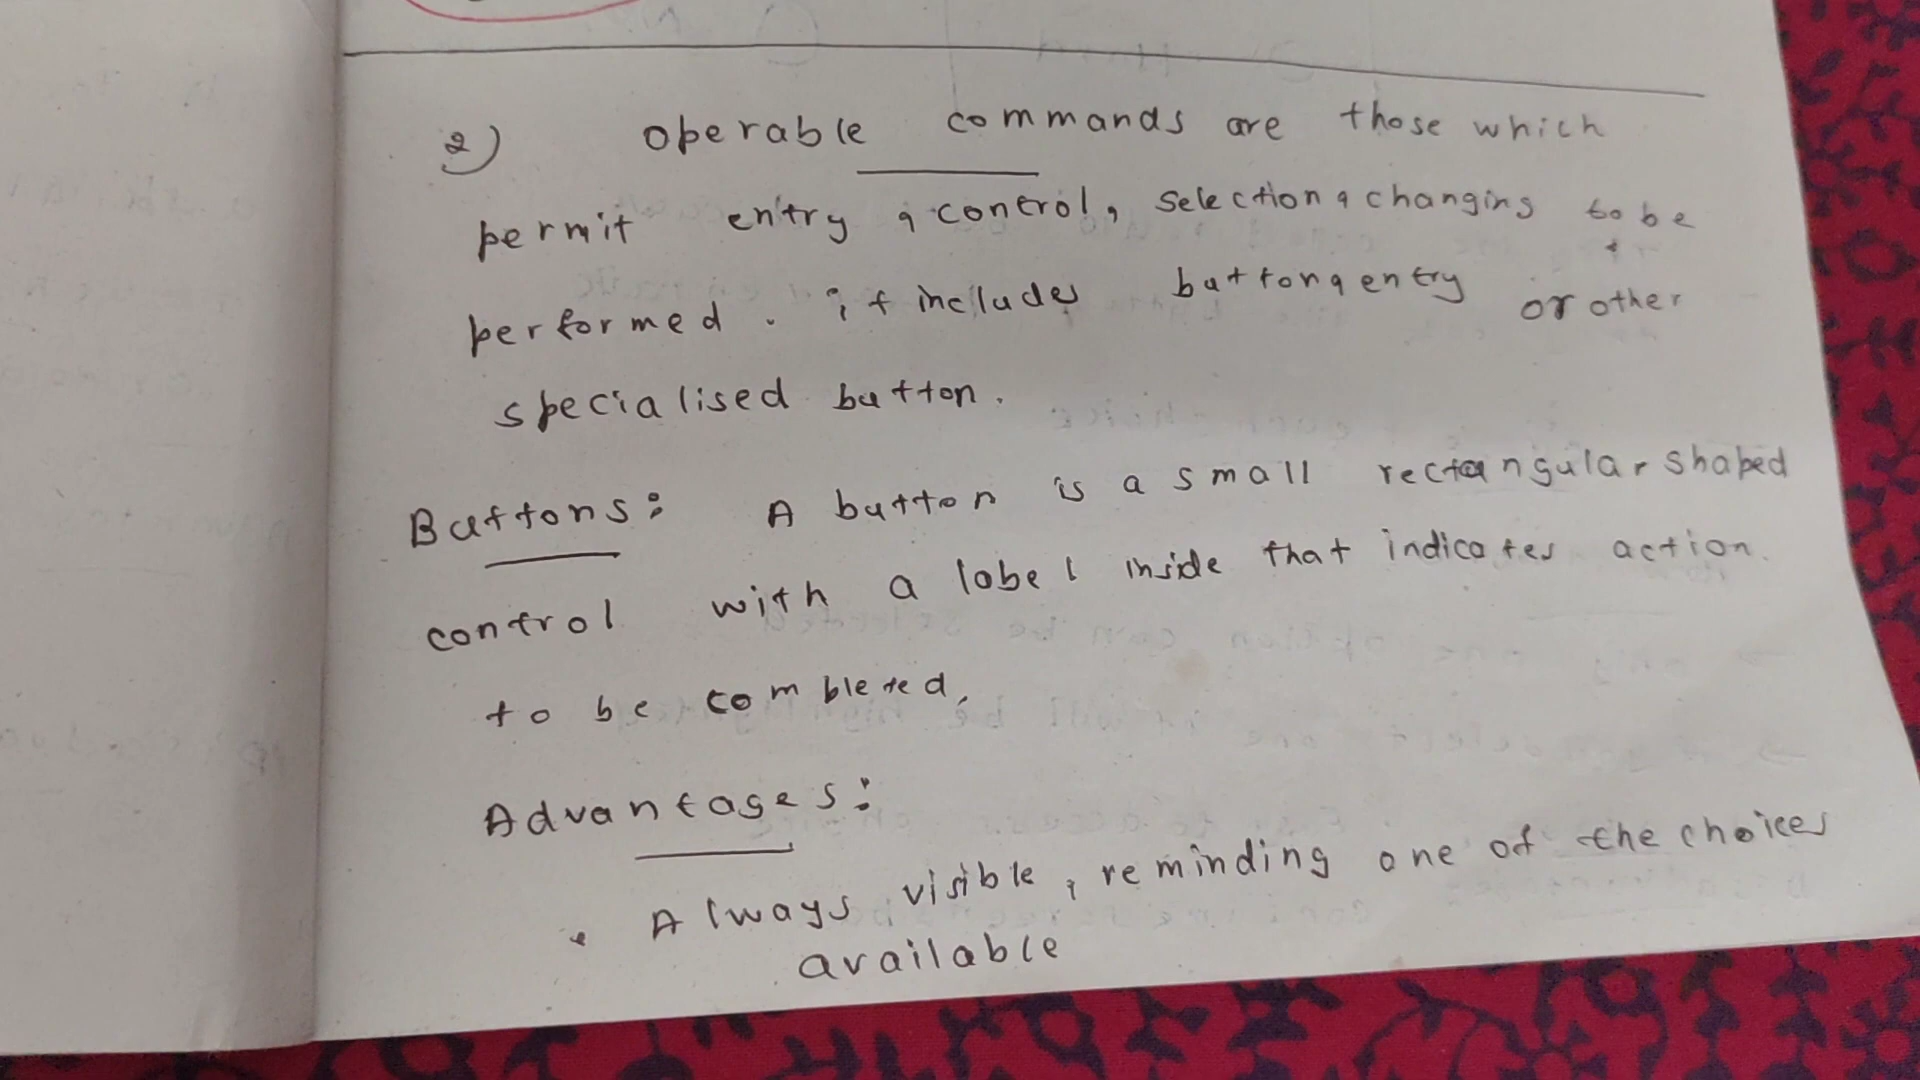 2) Operable commands are those which
permit entry & control, selection & changing to be
performed. it includes button & entry or other
specialised button.
Buttons: A button is a small rectangular shaped
control with a label inside that indicates action.
to be completed.
Advantages:
• Always visible, reminding one of the choices
available